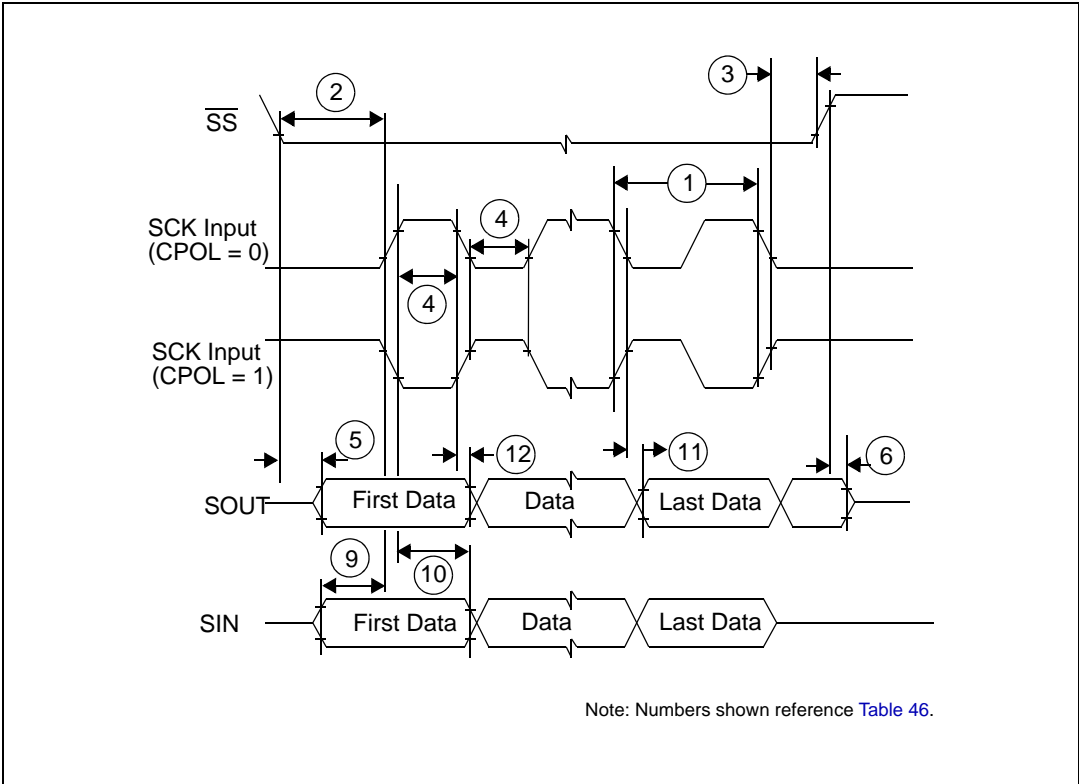 3
2
SS
1
4
SCK Input
(CPOL = 0)
4
SCK Input
(CPOL = 1)
5
12
11
6
SOUT
First Data
Data
Last Data
9
10
SIN
First Data
Data
Last Data
Note: Numbers shown reference Table 46.